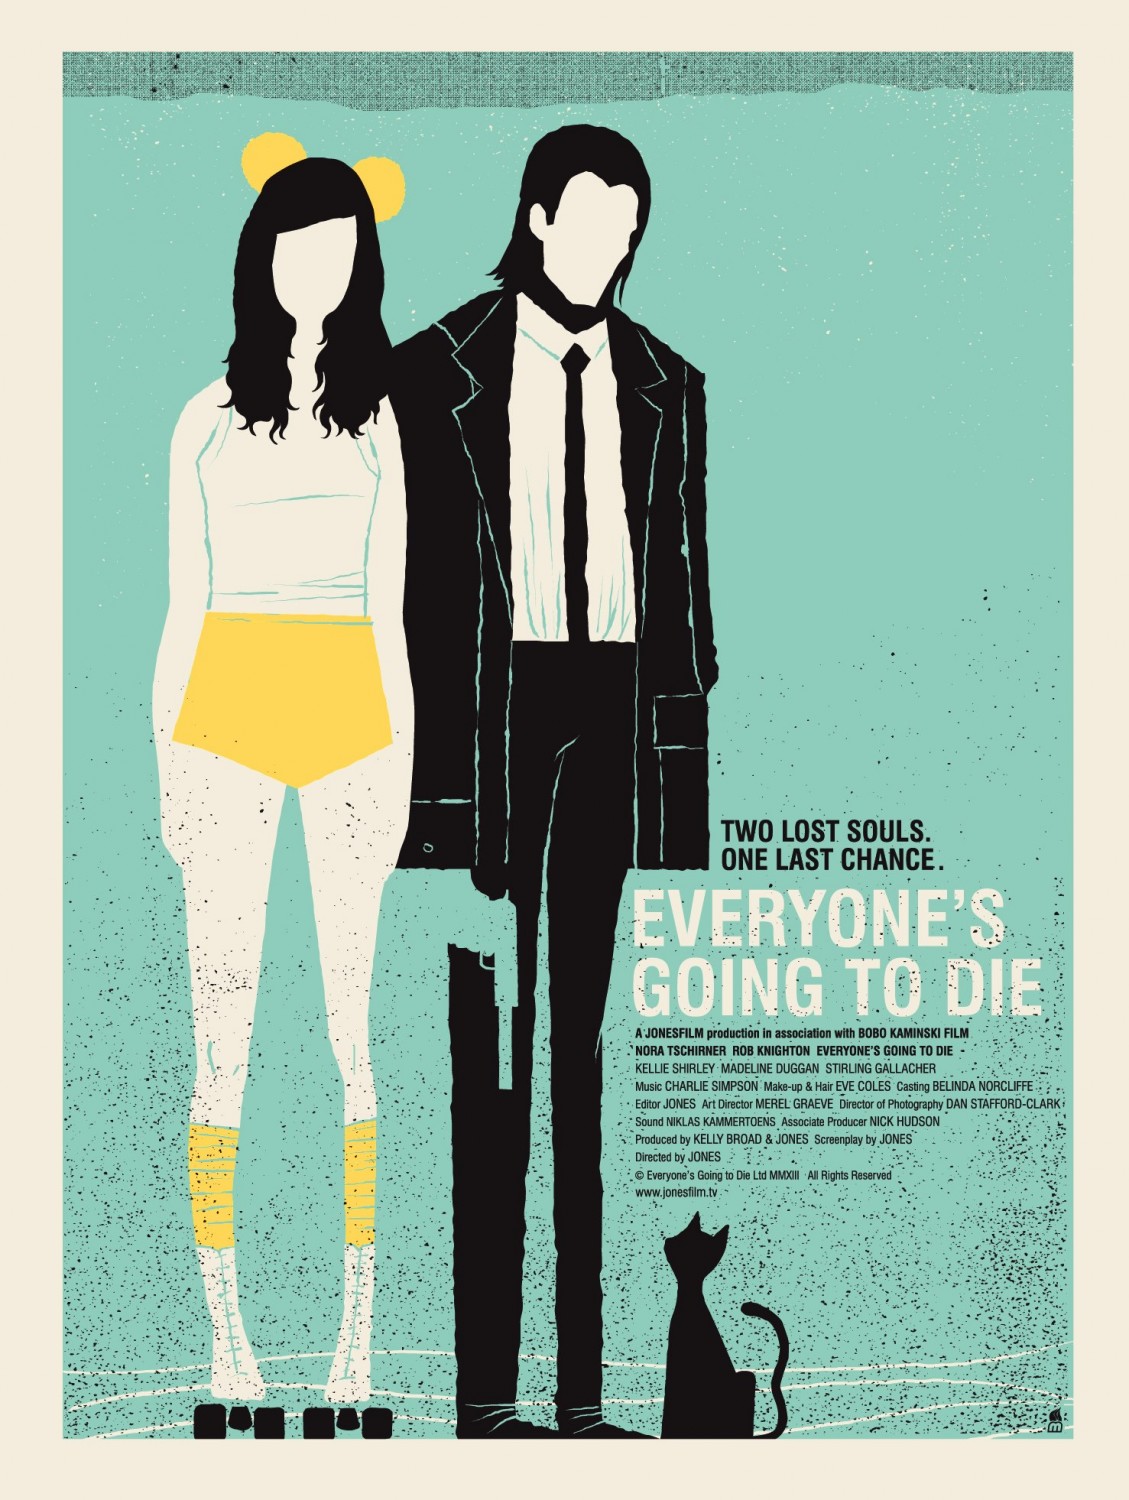 TWO LOST SOULS.
ONE LAST CHANCE.
EVERYONE'S
GOING TO DIE
A JONESFILM production in association with BOBO KAMINSKI FILM
NORA TSCHIRNER ROB KNIGHTON EVERYONE'S GOING TO DIE
KELLIE SHIRLEY MADELINE DUGGAN STIRLING GALLACHER
Music CHARLIE SIMPSON Make-up & Hair EVE COLES Casting BELINDA NORCLIFFE
Editor JONES Art Director MEREL GRAEVE Director of Photography DAN STAFFORD-CLARK
Sound NIKLAS KAMMERTOENS Associate Producer NICK HUDSON
Produced by KELLY BROAD & JONES Screenplay by JONES
Directed by JONES
© Everyone's Going to Die Ltd MMXIII All Rights Reserved
www.jonesfilm.tv